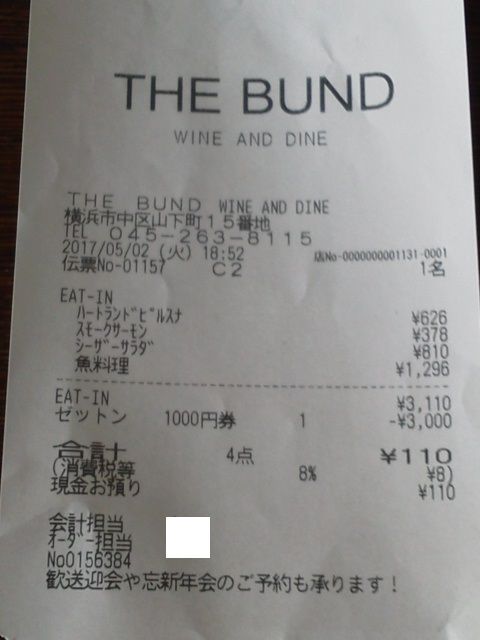 THE BUND
WINE AND DINE
THE BUND WINE AND DINE
横浜市中区山下町15番地
TEL 045-263-8115
2017/05/02 (火) 18:52 店No-0000000001131-0001
伝票No-01157 C2 1名
EAT-IN
ﾊｰﾄﾗﾝﾄﾞﾋﾟﾙｽﾅ ¥626
ｽﾓｰｸｻｰﾓﾝ ¥378
ｼｰｻﾞｰｻﾗﾀﾞ ¥810
魚料理 ¥1,296
EAT-IN ¥3,110
ゼットン 1000円券 1 -¥3,000
合計 4点 ¥110
(消費税等 8% ¥8)
現金お預り ¥110
会計担当
ｵｰﾀﾞｰ担当
No0156384
歓送迎会や忘新年会のご予約も承ります！